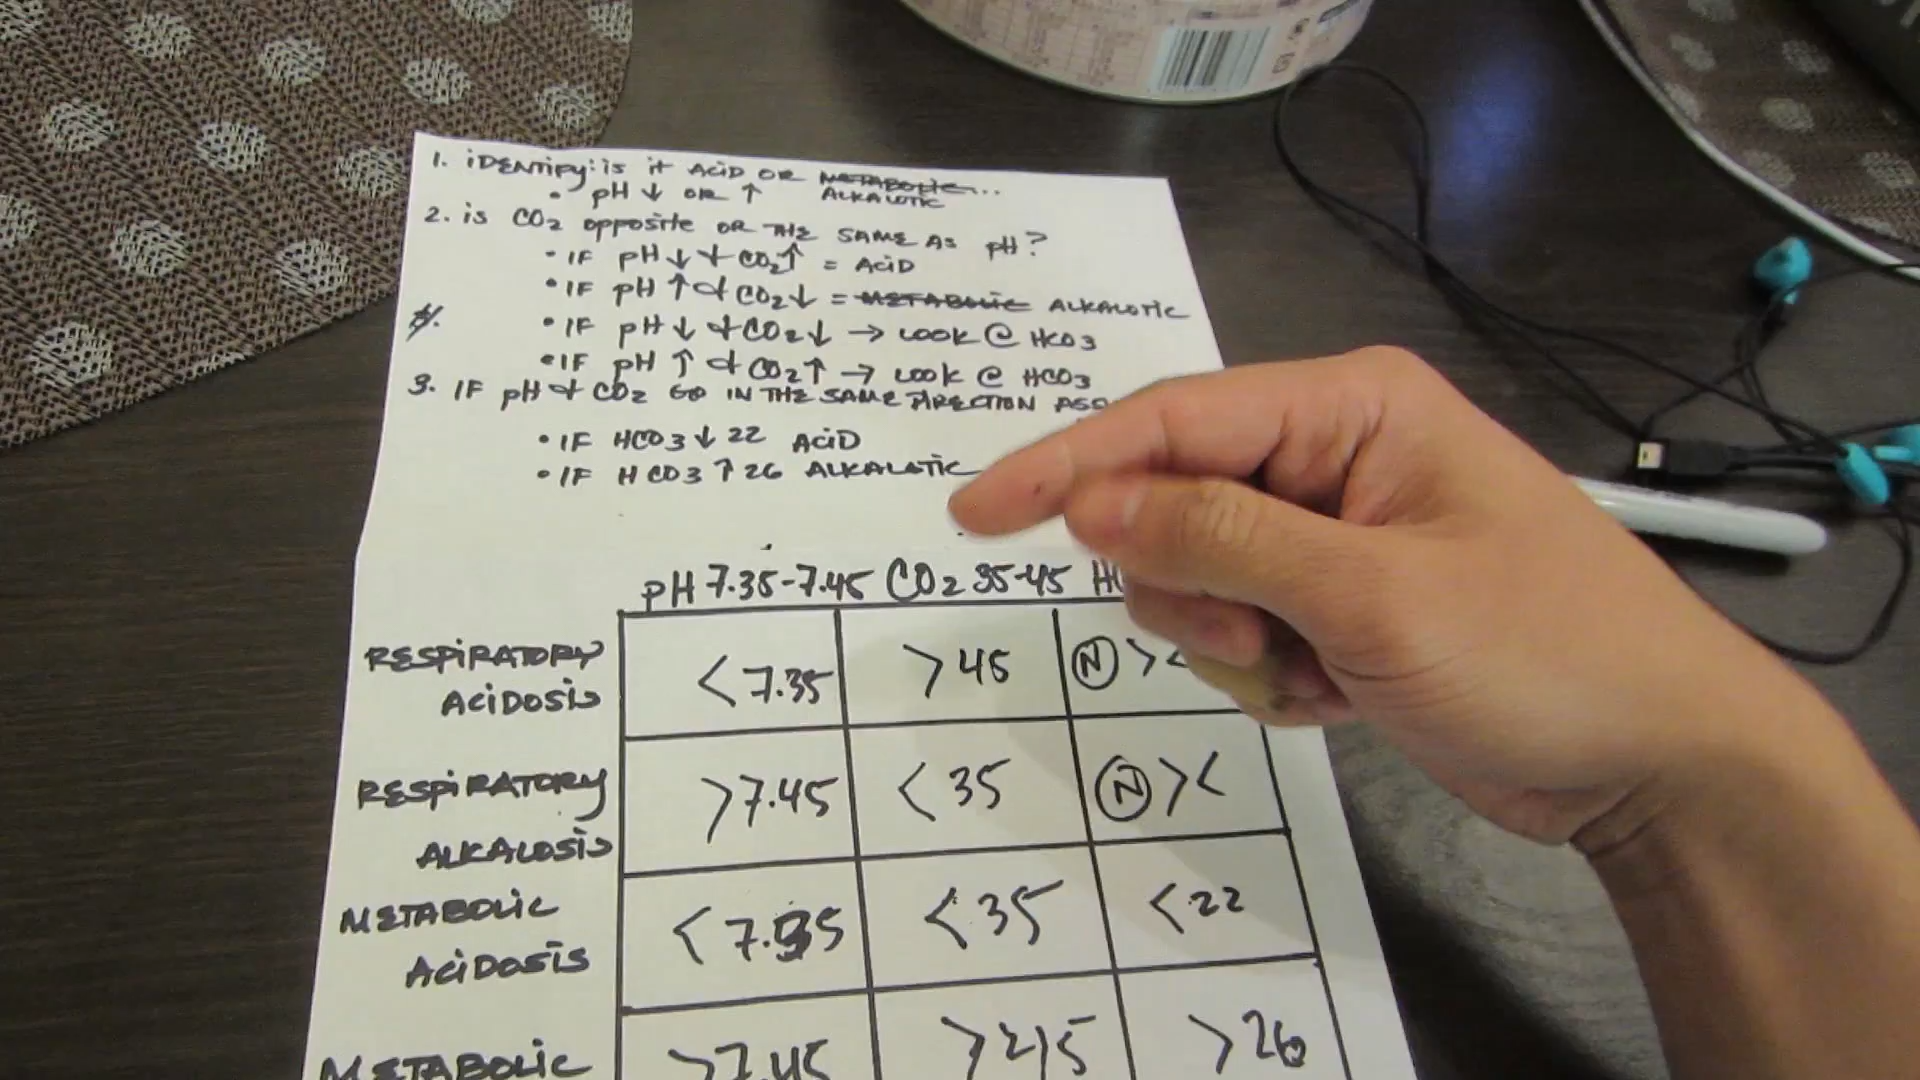 1. iDENTIFY: is it ACiD OR METABOLIC...
• pH ↓ OR ↑ ALKALOTIC
2. is CO2 opposite OR THE SAME AS pH?
• IF pH ↓ & CO2 ↑ = ACiD
• IF pH ↑ & CO2 ↓ = METABOLIC ALKALOTIC
• IF pH ↓ & CO2 ↓ → LOOK @ HCO3
• IF pH ↑ & CO2 ↑ → LOOK @ HCO3
3. IF pH & CO2 GO IN THE SAME DIRECTION
• IF HCO3 ↓ 22 ACiD
• IF HCO3 ↑ 26 ALKALOTIC
pH 7.35-7.45 CO2 35-45
RESPiRATORY
ACiDOSiS
<7.35 >45 N >
RESPiRATORY
ALKALOSiS
>7.45 <35 N ><
METABOLiC
ACiDOSiS
<7.35 <35 <22
METABOLiC
>7.45 >45 >26